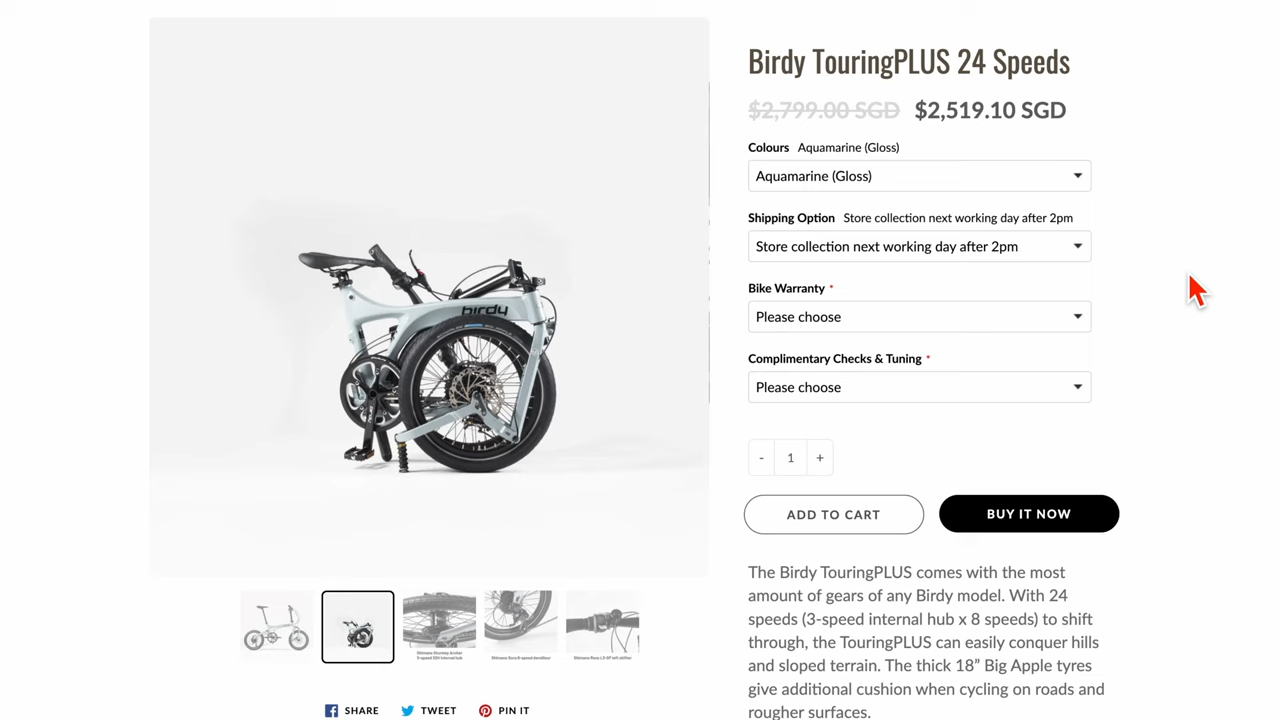 Birdy TouringPLUS 24 Speeds
$2,799.00 SGD $2,519.10 SGD
Colours Aquamarine (Gloss)
Aquamarine (Gloss)
Shipping Option Store collection next working day after 2pm
Store collection next working day after 2pm
Bike Warranty *
Please choose
Complimentary Checks & Tuning *
Please choose
- 1 +
ADD TO CART BUY IT NOW
The Birdy TouringPLUS comes with the most
amount of gears of any Birdy model. With 24
speeds (3-speed internal hub x 8 speeds) to shift
through, the TouringPLUS can easily conquer hills
and sloped terrain. The thick 18” Big Apple tyres
give additional cushion when cycling on roads and
rougher surfaces.
birdy
SHARE TWEET PIN IT